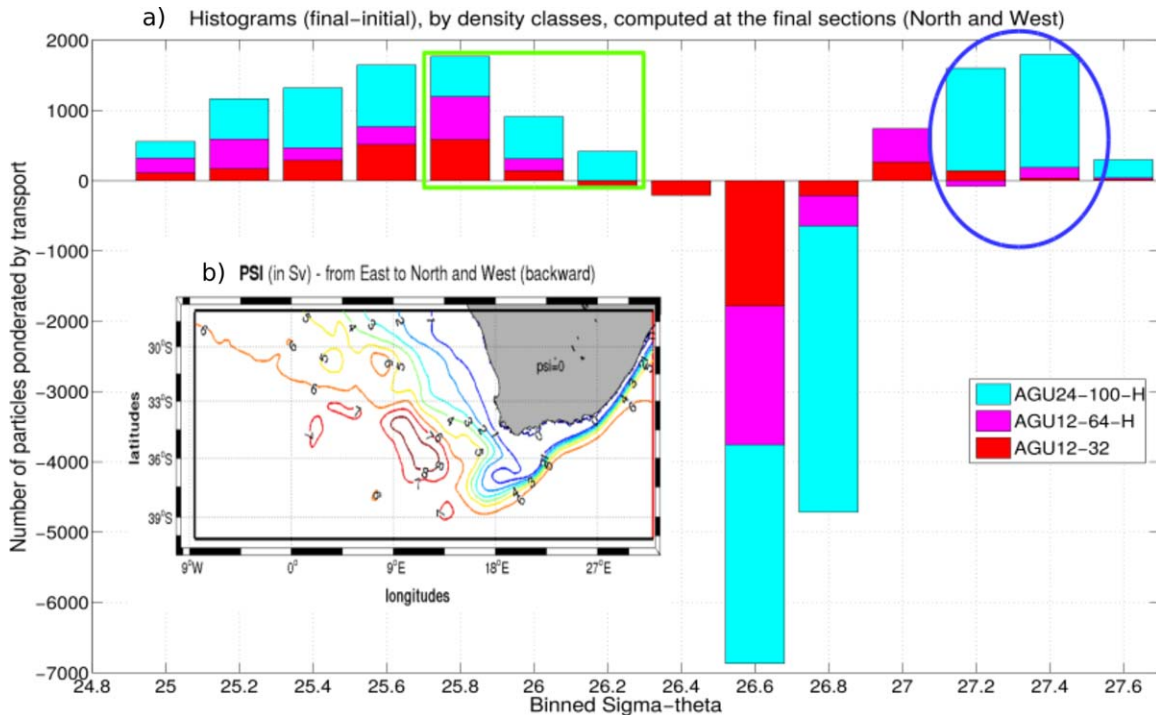 a) Histograms (final-initial), by density classes, computed at the final sections (North and West)
Number of particles ponderated by transport
2000
1000
0
-1000
-2000
-3000
-4000
-5000
-6000
-7000
b) PSI (in Sv) - from East to North and West (backward)
latitudes
30°S
33°S
36°S
39°S
psi=0
9°W
0°
9°E
18°E
27°E
longitudes
AGU24-100-H
AGU12-64-H
AGU12-32
24.8 25 25.2 25.4 25.6 25.8 26 26.2 26.4 26.6 26.8 27 27.2 27.4 27.6
Binned Sigma-theta